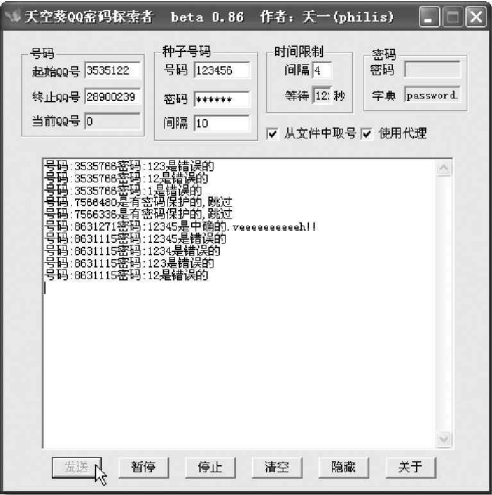 天空葵QQ密码探索者 beta 0.86 作者：天一(philis)
号码
起始QQ号 3535122
终止QQ号 28900239
当前QQ号 0
种子号码
号码 123456
密码 ******
间隔 10
时间限制
间隔 4
等待 12 秒
密码
密码
字典 password.
从文件中取号 使用代理
号码:3535766密码:123是错误的
号码:3535766密码:12是错误的
号码:3535766密码:1是错误的
号码:7566480是有密码保护的,跳过
号码:7566336是有密码保护的,跳过
号码:8631271密码:12345是中确的.veeeeeeeeeeh!!
号码:8631115密码:12345是错误的
号码:8631115密码:1234是错误的
号码:8631115密码:123是错误的
号码:8631115密码:12是错误的
发送 暂停 停止 清空 隐藏 关于